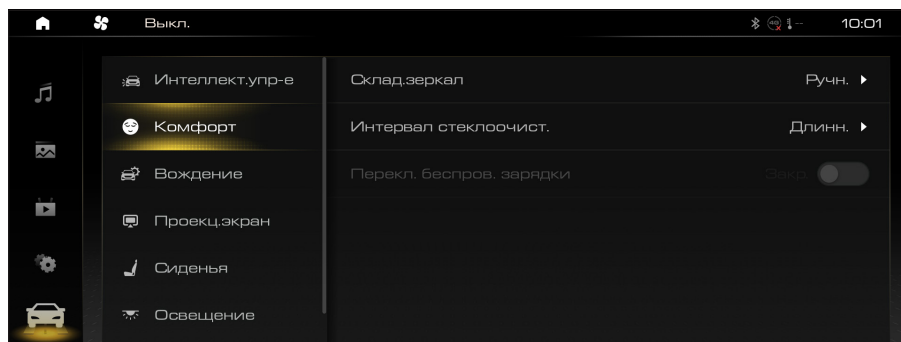 Выкл.
4G
--
10:01
Интеллект.упр-е
Склад.зеркал
Ручн.
Комфорт
Интервал стеклоочист.
Длинн.
Вождение
Перекл. беспров. зарядки
Закр.
Проекц.экран
Сиденья
Освещение